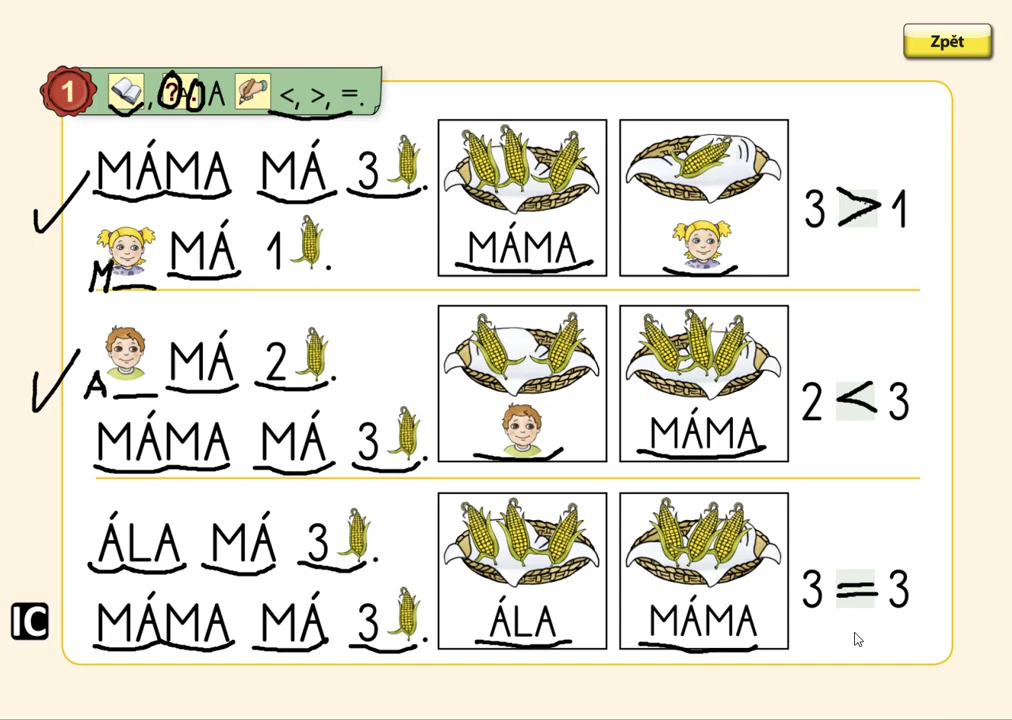 Zpět
1 , ?A. A <, >, =.
MÁMA MÁ 3 .
M MÁ 1 .
MÁMA
3 > 1
A MÁ 2 .
MÁMA MÁ 3 .
MÁMA
2 < 3
ÁLA MÁ 3 .
MÁMA MÁ 3 .
ÁLA
MÁMA
3 = 3
IC